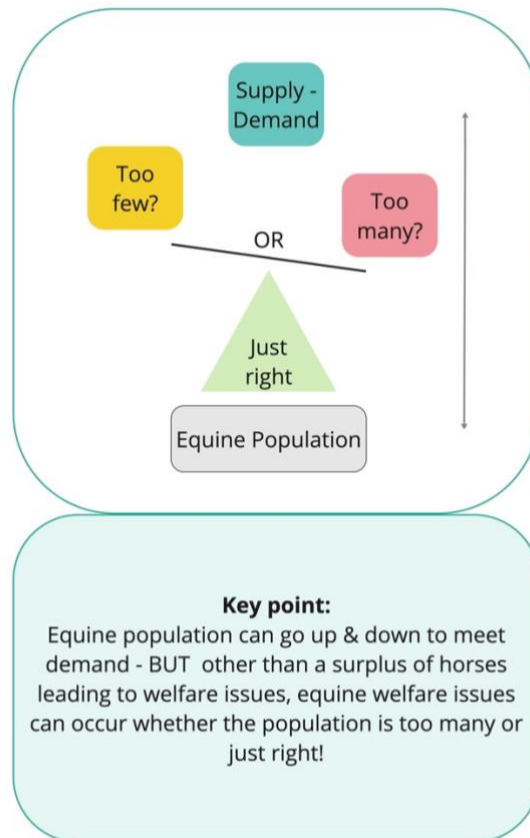 Supply -
Demand
Too
few?
Too
many?
OR
Just
right
Equine Population
Key point:
Equine population can go up & down to meet
demand - BUT other than a surplus of horses
leading to welfare issues, equine welfare issues
can occur whether the population is too many or
just right!